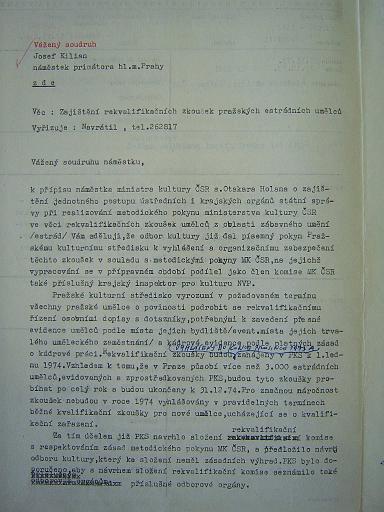 Vážený soudruh
Josef Kilian
náměstek primátora hl.m.Prahy
z d e
Věc : Zajištění rekvalifikačních zkoušek pražských estrádních umělců
Vyřizuje : Navrátil , tel.262817
Vážený soudruhu náměstku,
k přípisu náměstka ministra kultury ČSR s.Otakara Holana o zajiš-
tění jednotného postupu ústředních i krajských orgánů státní sprá-
vy při realizování metodického pokynu ministerstva kultury ČSR
ve věci rekvalifikačních zkoušek umělců z oblasti zábavného umění
/estrád/ Vám sděluji,že odbor kultury již dal písemný pokyn Praž-
skému kulturnímu středisku k vyhlášení a organizačnímu zabezpečení
těchto zkoušek v souladu s metodickými pokyny MK ČSR,na jejichž
vypracování se v přípravném období podílel jako člen komise MK ČSR
také příslušný krajský inspektor pro kulturu NVP.
Pražské kulturní středisko vyrozumí v požadovaném termínu
všechny pražské umělce o povinnosti podrobit se rekvalifikačnímu
řízení osobními dopisy a dotazníky,potřebnými k zavedení přesné
evidence umělců podle místa jejich bydliště/event.místa jejich trva-
lého uměleckého zaměstnání/ a kádrové evidence podle platných zásad
o kádrové práci. Rekvalifikační zkoušky budou zahájeny v PKS k 1.led-
nu 1974.Vzhledem k tomu,že v Praze působí více než 3.000 estrádních
umělců,evidovaných a zprostředkovaných PKS,budou tyto zkoušky pro-
bíhat po celý rok a budou ukončeny k 31.12.74.Pro značnou náročnost
zkoušek nebudou v roce 1974 vyhlašovány v pravidelných termínech
běžné kvalifikační zkoušky pro nové umělce,ucházející se o kvalifi-
kační zařazení.
rekvalifikační
Za tím účelem již PKS navrhlo složení komise
s respektováním zásad metodického pokynu MK ČSR, a předložilo návrh
odboru kultury,který ke složení neměl zásadních výhrad.PKS bylo do-
poručeno,aby s návrhem složení rekvalifikační komise seznámilo také
příslušné odborové orgány.